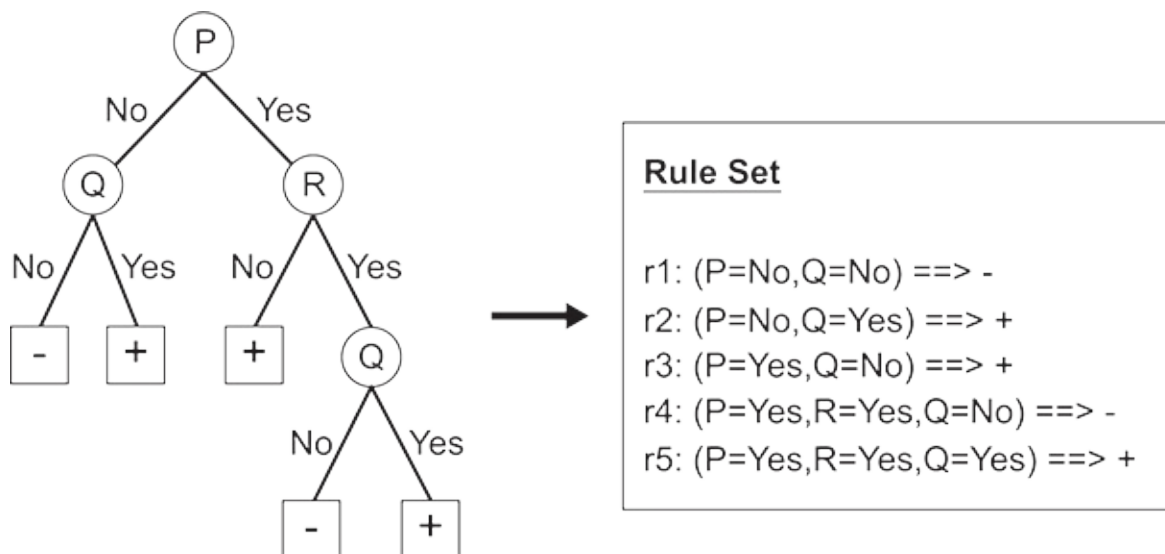 P
No Yes
Q R
No Yes No Yes
- + + Q
No Yes
- +
Rule Set
r1: (P=No,Q=No) ==> -
r2: (P=No,Q=Yes) ==> +
r3: (P=Yes,Q=No) ==> +
r4: (P=Yes,R=Yes,Q=No) ==> -
r5: (P=Yes,R=Yes,Q=Yes) ==> +